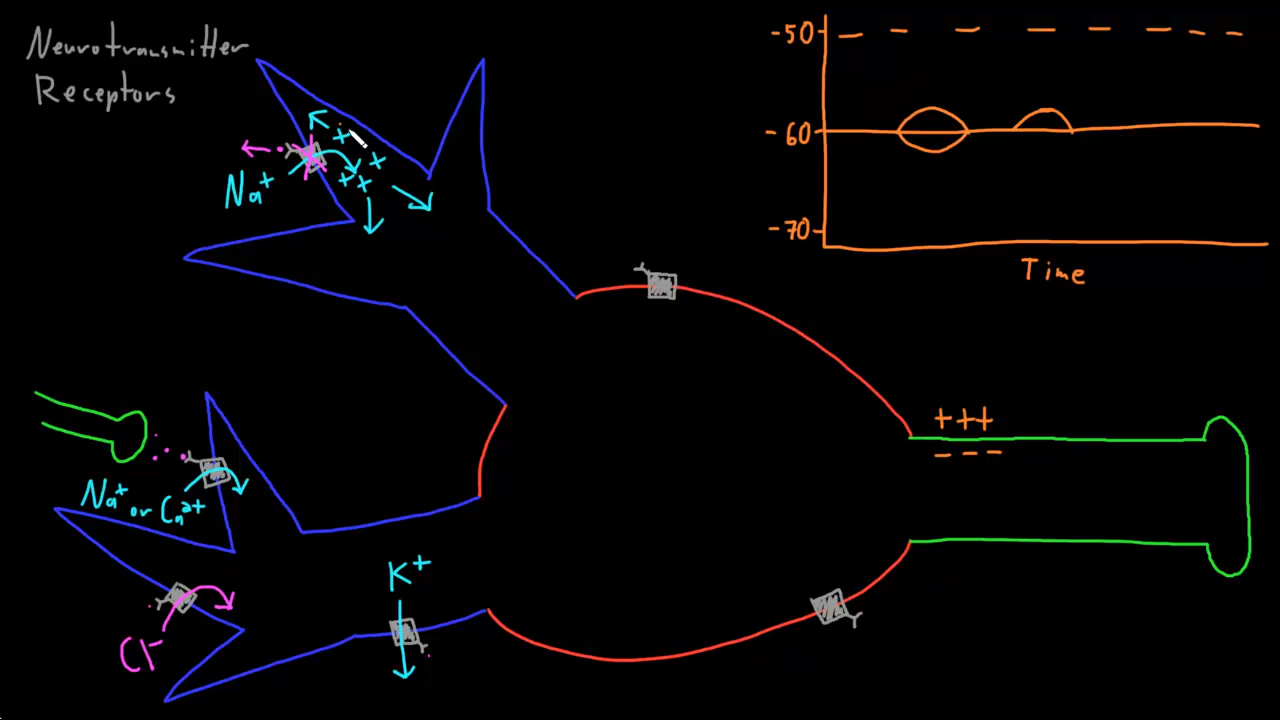 Neurotransmitter
Receptors
-50
-60
-70
Time
Na+
+ +
+ +
+++
---
Na+ or Ca2+
K+
Cl-